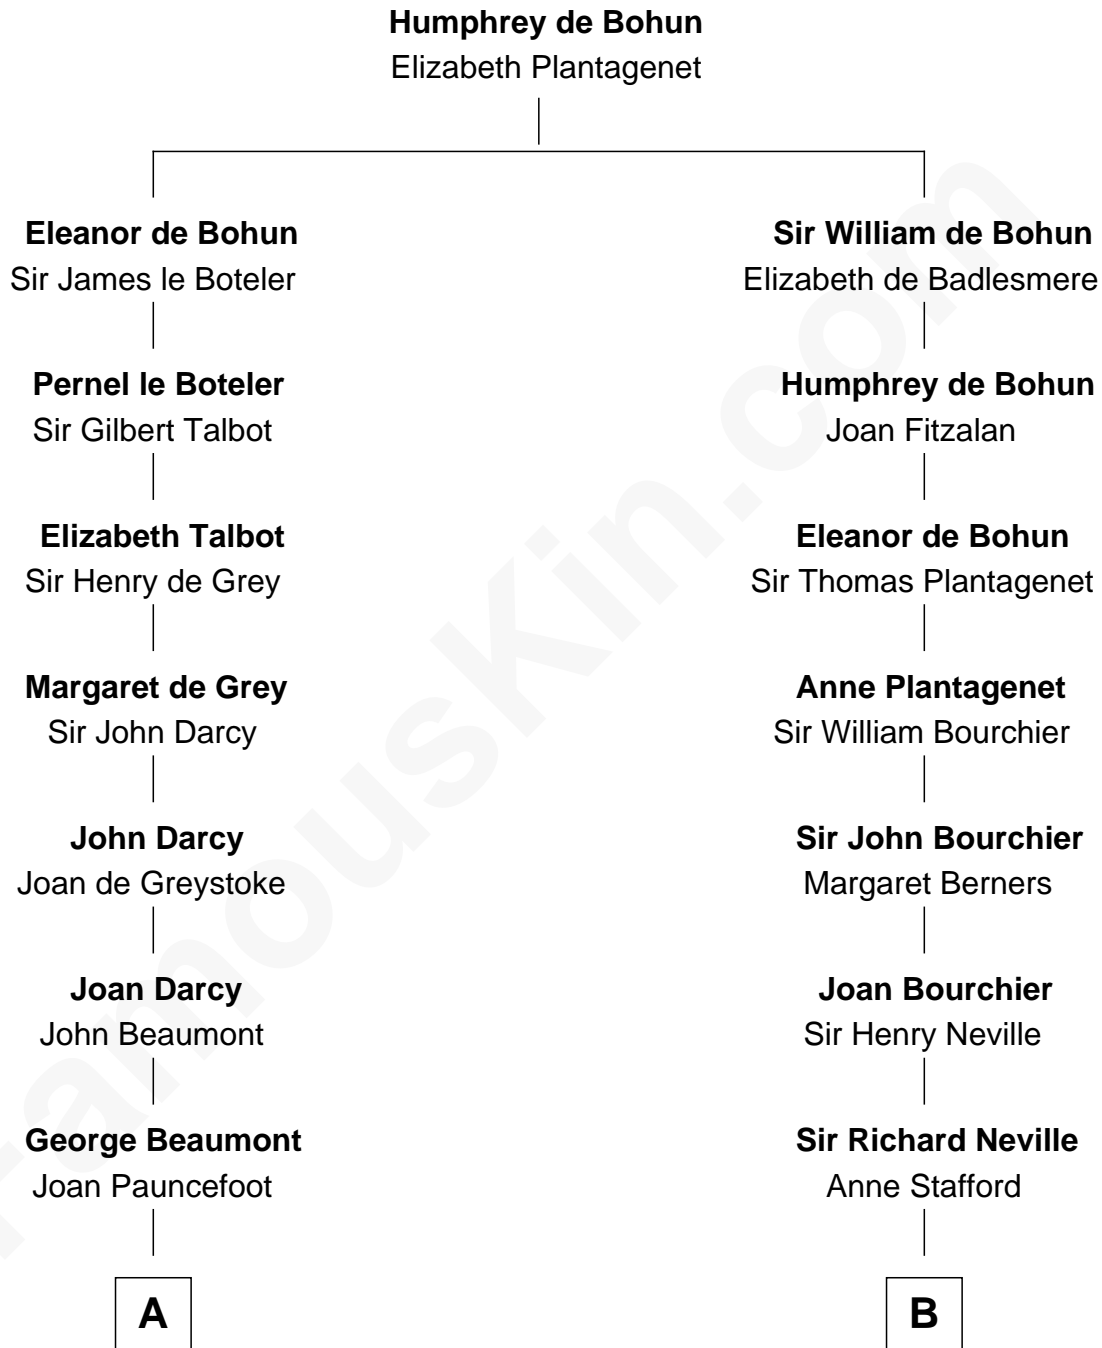 Humphrey de Bohun
Elizabeth Plantagenet
Eleanor de Bohun
Sir James le Boteler
Sir William de Bohun
Elizabeth de Badlesmere
Pernel le Boteler
Sir Gilbert Talbot
Humphrey de Bohun
Joan Fitzalan
Elizabeth Talbot
Sir Henry de Grey
Eleanor de Bohun
Sir Thomas Plantagenet
Margaret de Grey
Sir John Darcy
Anne Plantagenet
Sir William Bourchier
John Darcy
Joan de Greystoke
Sir John Bourchier
Margaret Berners
Joan Darcy
John Beaumont
Joan Bourchier
Sir Henry Neville
George Beaumont
Joan Pauncefoot
Sir Richard Neville
Anne Stafford
A
B
FamousKin.com